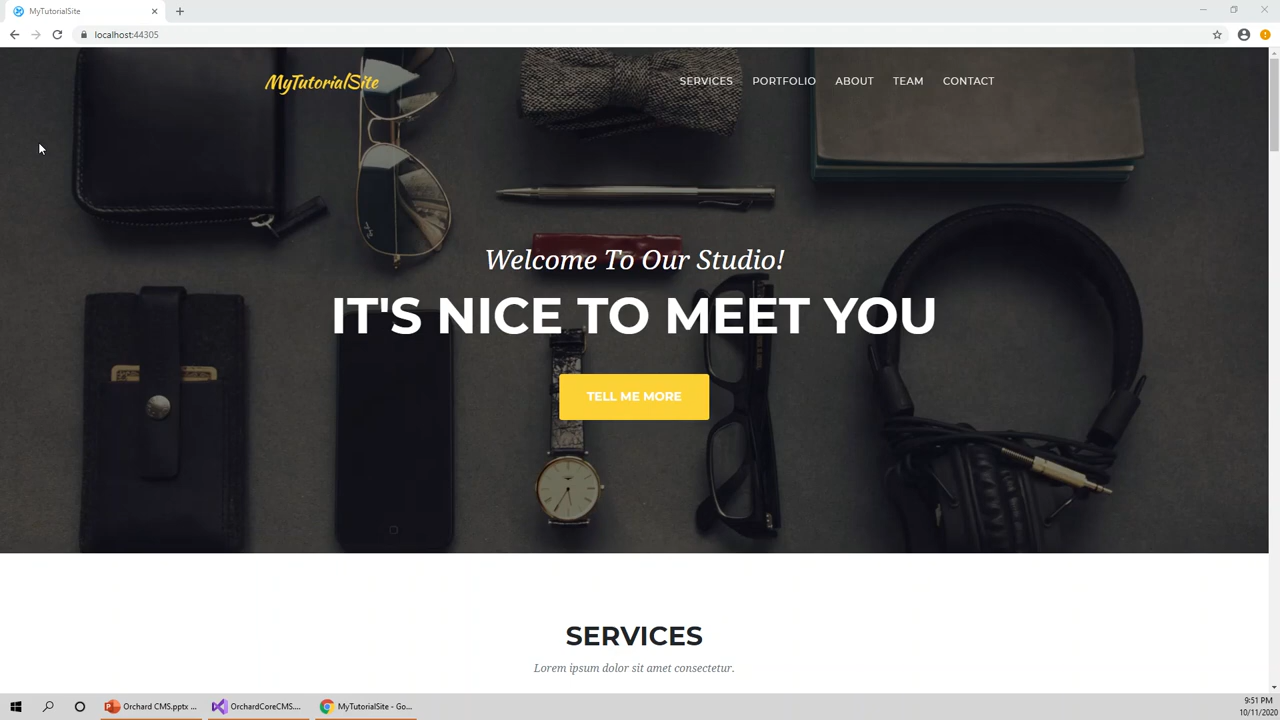 MyTutorialSite
localhost:44305
MyTutorialSite
SERVICES PORTFOLIO ABOUT TEAM CONTACT
Welcome To Our Studio!
IT'S NICE TO MEET YOU
TELL ME MORE
SERVICES
Lorem ipsum dolor sit amet consectetur.
Orchard CMS.pptx ... OrchardCoreCMS.... MyTutorialSite - Go...
9:51 PM
10/11/2020